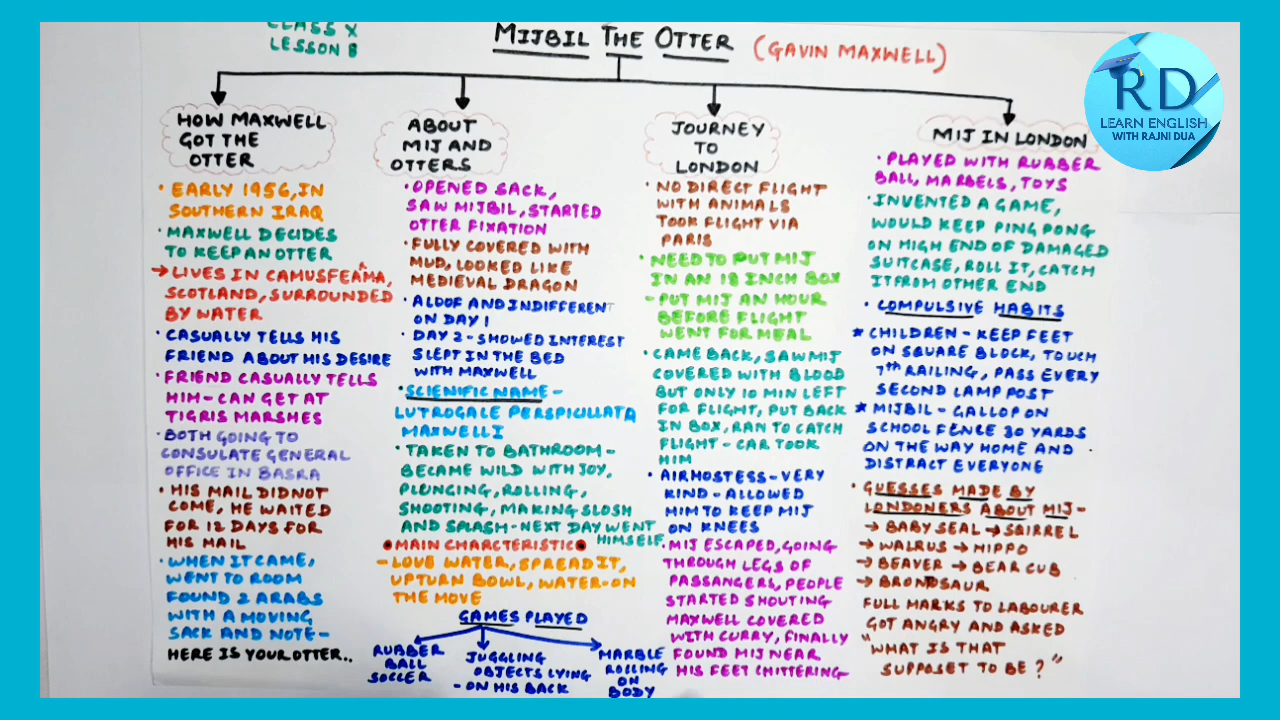 CLASS X
LESSON 8
MIJBIL THE OTTER (GAVIN MAXWELL)
RD
LEARN ENGLISH
WITH RAJNI DUA
HOW MAXWELL
GOT THE
OTTER
• EARLY 1956, IN
SOUTHERN IRAQ
• MAXWELL DECIDES
TO KEEP AN OTTER
→ LIVES IN CAMUSFEAMA,
SCOTLAND, SURROUNDED
BY WATER
• CASUALLY TELLS HIS
FRIEND ABOUT HIS DESIRE
• FRIEND CASUALLY TELLS
HIM - CAN GET AT
TIGRIS MARSHES
• BOTH GOING TO
CONSULATE GENERAL
OFFICE IN BASRA
• HIS MAIL DIDNOT
COME, HE WAITED
FOR 12 DAYS FOR
HIS MAIL
• WHEN IT CAME,
WENT TO ROOM
FOUND 2 ARABS
WITH A MOVING
SACK AND NOTE -
HERE IS YOUR OTTER..
ABOUT
MIJ AND
OTTERS
• OPENED SACK,
SAW MIJBIL, STARTED
OTTER FIXATION
• FULLY COVERED WITH
MUD, LOOKED LIKE
MEDIEVAL DRAGON
• ALOOF AND INDIFFERENT
ON DAY 1
• DAY 2 - SHOWED INTEREST
SLEPT IN THE BED
WITH MAXWELL
• SCIENIFIC NAME -
LUTROGALE PERSPICILLATA
MAXWELLI
• TAKEN TO BATHROOM -
BECAME WILD WITH JOY,
PLUNGING, ROLLING,
SHOOTING, MAKING SLOSH
AND SPLASH - NEXT DAY WENT
HIMSELF
• MAIN CHARCTERISTIC •
- LOVE WATER, SPREAD IT,
UPTURN BOWL, WATER - ON
THE MOVE
GAMES PLAYED
RUBBER
BALL
SOCCER
JUGGLING
OBJECTS LYING
- ON HIS BACK
MARBLE
ROLLING
ON
BODY
JOURNEY
TO
LONDON
• NO DIRECT FLIGHT
WITH ANIMALS
TOOK FLIGHT VIA
PARIS
• NEED TO PUT MIJ
IN AN 18 INCH BOX
- PUT MIJ AN HOUR
BEFORE FLIGHT
WENT FOR MEAL
• CAME BACK, SAW MIJ
COVERED WITH BLOOD
BUT ONLY 10 MIN LEFT
FOR FLIGHT, PUT BACK
IN BOX, RAN TO CATCH
FLIGHT - CAR TOOK
HIM
• AIRHOSTESS - VERY
KIND - ALLOWED
HIM TO KEEP MIJ
ON KNEES
• MIJ ESCAPED, GOING
THROUGH LEGS OF
PASSANGERS, PEOPLE
STARTED SHOUTING
MAXWELL COVERED
WITH CURRY, FINALLY
FOUND MIJ NEAR
HIS FEET CHITTERING
MIJ IN LONDON
• PLAYED WITH RUBBER
BALL, MARBELS, TOYS
• INVENTED A GAME,
WOULD KEEP PING PONG
ON HIGH END OF DAMAGED
SUITCASE, ROLL IT, CATCH
IT FROM OTHER END
• COMPULSIVE HABITS
★ CHILDREN - KEEP FEET
ON SQUARE BLOCK, TOUCH
7th RAILING, PASS EVERY
SECOND LAMP POST
★ MIJBIL - GALLOP ON
SCHOOL FENCE 30 YARDS
ON THE WAY HOME AND
DISTRACT EVERYONE
• GUESSES MADE BY
LONDONERS ABOUT MIJ -
→ BABY SEAL → SQIRREL
→ WALRUS → HIPPO
→ BEAVER → BEAR CUB
→ BRONDSAUR
FULL MARKS TO LABOURER
GOT ANGRY AND ASKED
"WHAT IS THAT
SUPPOSET TO BE?"